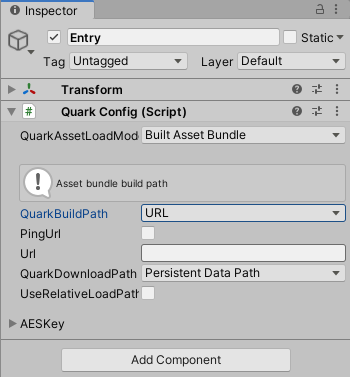 Inspector
Entry
Static
Tag Untagged Layer Default
Transform
# Quark Config (Script)
QuarkAssetLoadMod Built Asset Bundle
Asset bundle build path
QuarkBuildPath URL
PingUrl
Url
QuarkDownloadPath Persistent Data Path
UseRelativeLoadPath
AESKey
Add Component